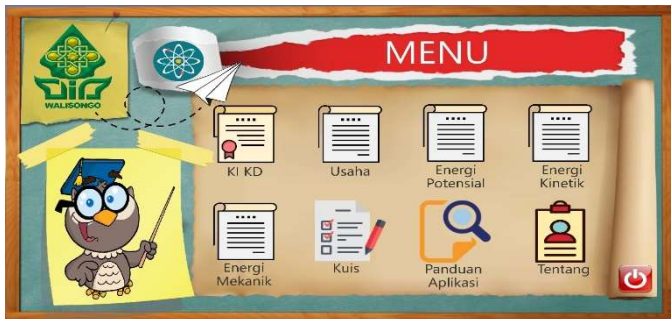 WALISONGO
MENU
KI KD
Usaha
Energi
Potensial
Energi
Kinetik
Energi
Mekanik
Kuis
Panduan
Aplikasi
Tentang